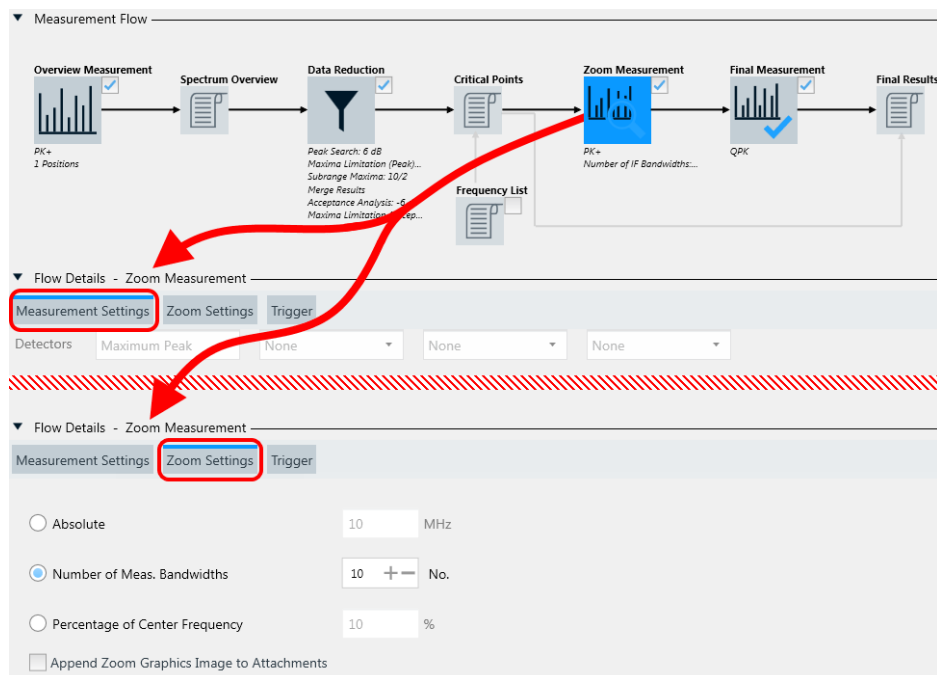 Measurement Flow
Overview Measurement
Spectrum Overview
Data Reduction
Critical Points
Zoom Measurement
Final Measurement
Final Results
PK+
1 Positions
Peak Search: 6 dB
Maxima Limitation (Peak)...
Subrange Maxima: 10/2
Merge Results
Acceptance Analysis: -6
Maxima Limitation
PK+
Number of IF Bandwidths:...
QPK
Frequency List
Flow Details - Zoom Measurement
Measurement Settings Zoom Settings Trigger
Detectors Maximum Peak None None None
Flow Details - Zoom Measurement
Measurement Settings Zoom Settings Trigger
Absolute 10 MHz
Number of Meas. Bandwidths 10 +− No.
Percentage of Center Frequency 10 %
Append Zoom Graphics Image to Attachments